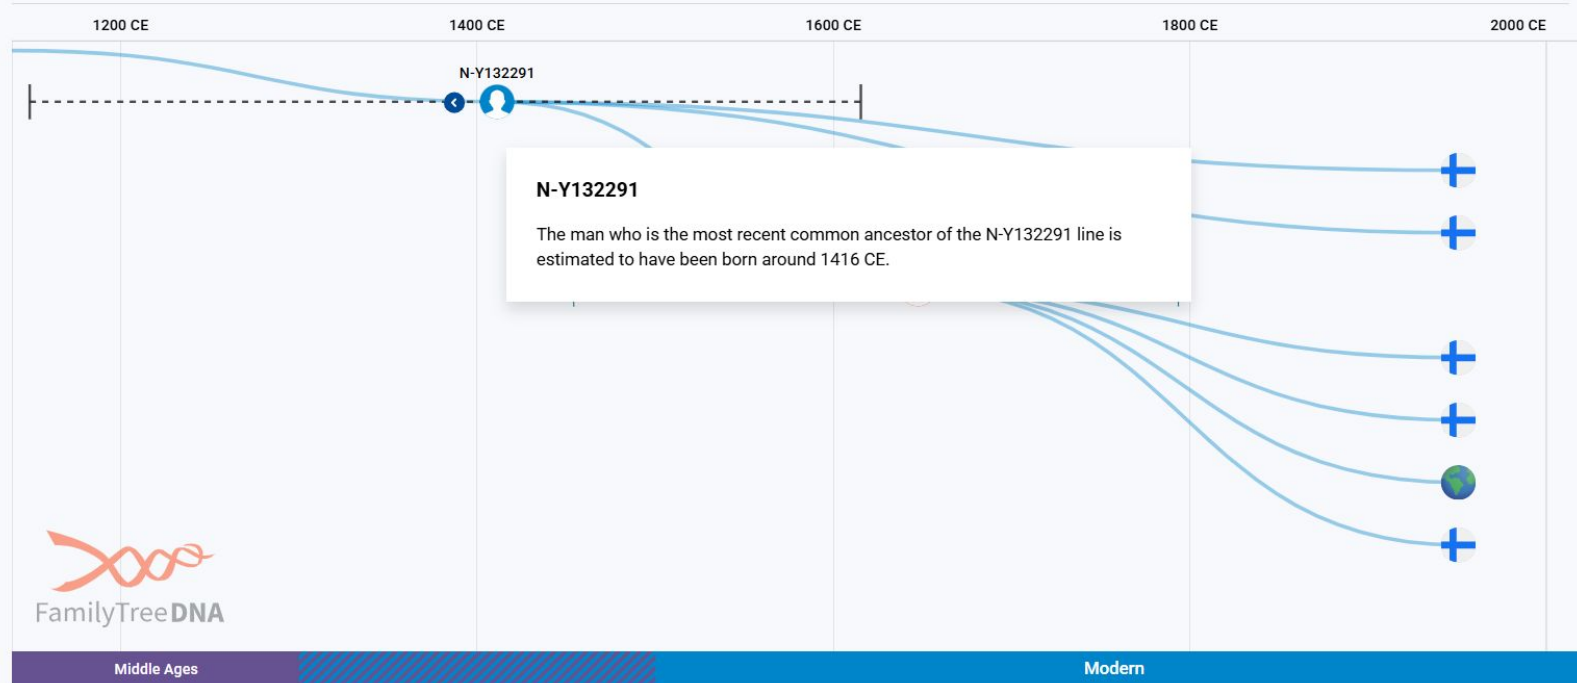 1200 CE 1400 CE 1600 CE 1800 CE 2000 CE
N-Y132291
N-Y132291
The man who is the most recent common ancestor of the N-Y132291 line is
estimated to have been born around 1416 CE.
FamilyTreeDNA
Middle Ages Modern